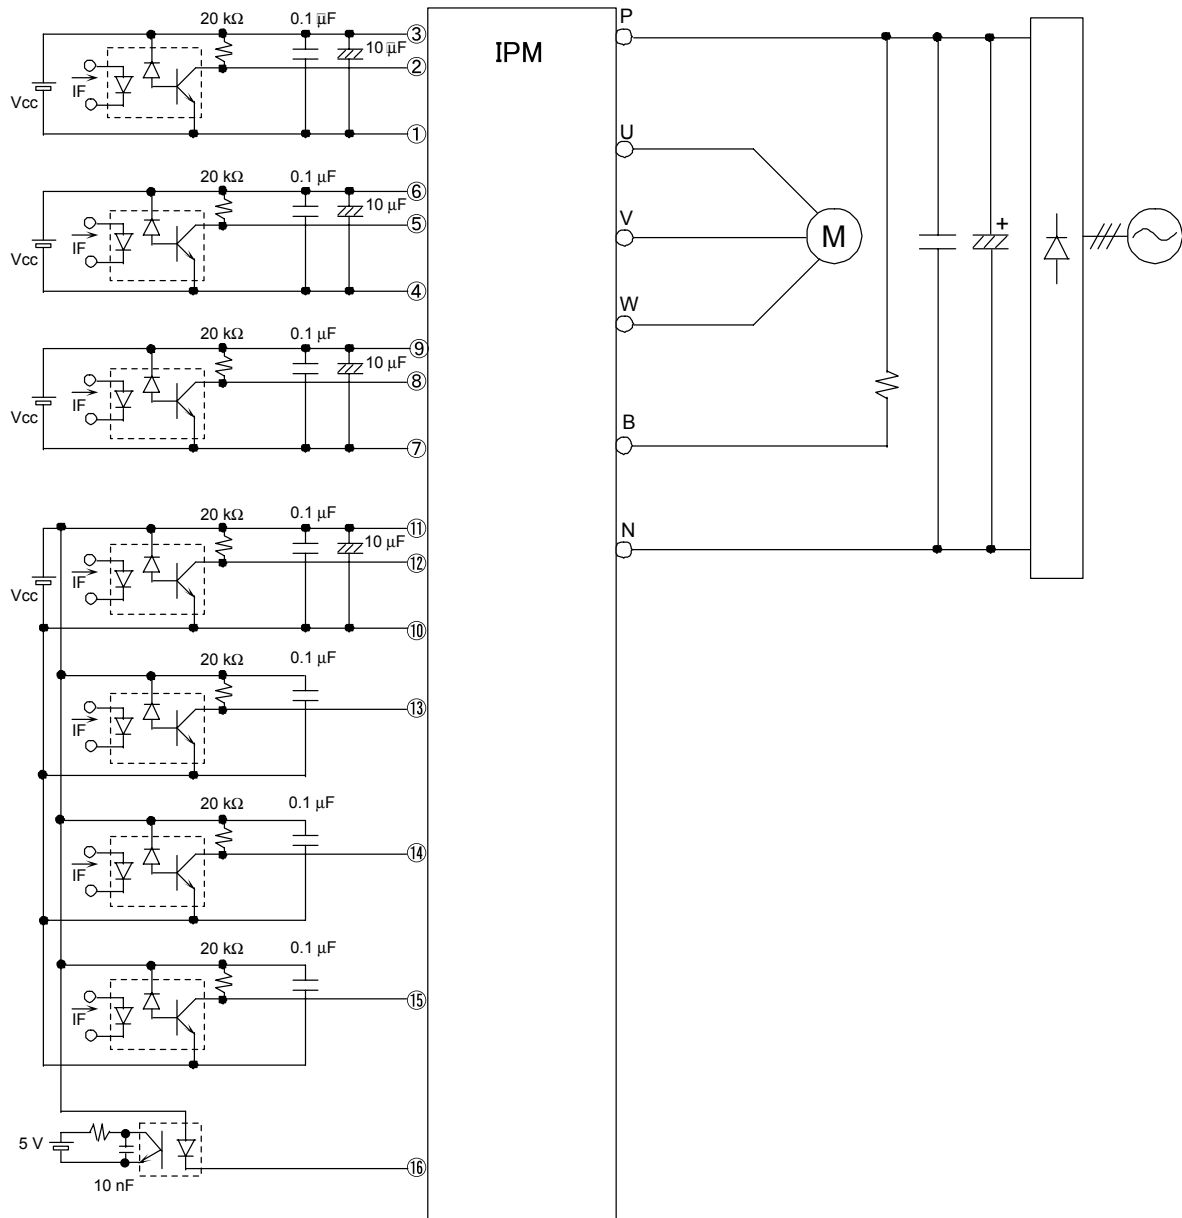 20 kΩ 0.1 μF ③ P
10 μF IPM
②
IF
Vcc
① U
20 kΩ 0.1 μF ⑥
10 μF
⑤ V
IF M +
Vcc
④ W
20 kΩ 0.1 μF ⑨
10 μF
⑧
IF
Vcc
⑦ B
20 kΩ 0.1 μF ⑪ N
10 μF
⑫
IF
Vcc
⑩
20 kΩ 0.1 μF
⑬
IF
20 kΩ 0.1 μF
⑭
IF
20 kΩ 0.1 μF
⑮
IF
5 V
⑯
10 nF